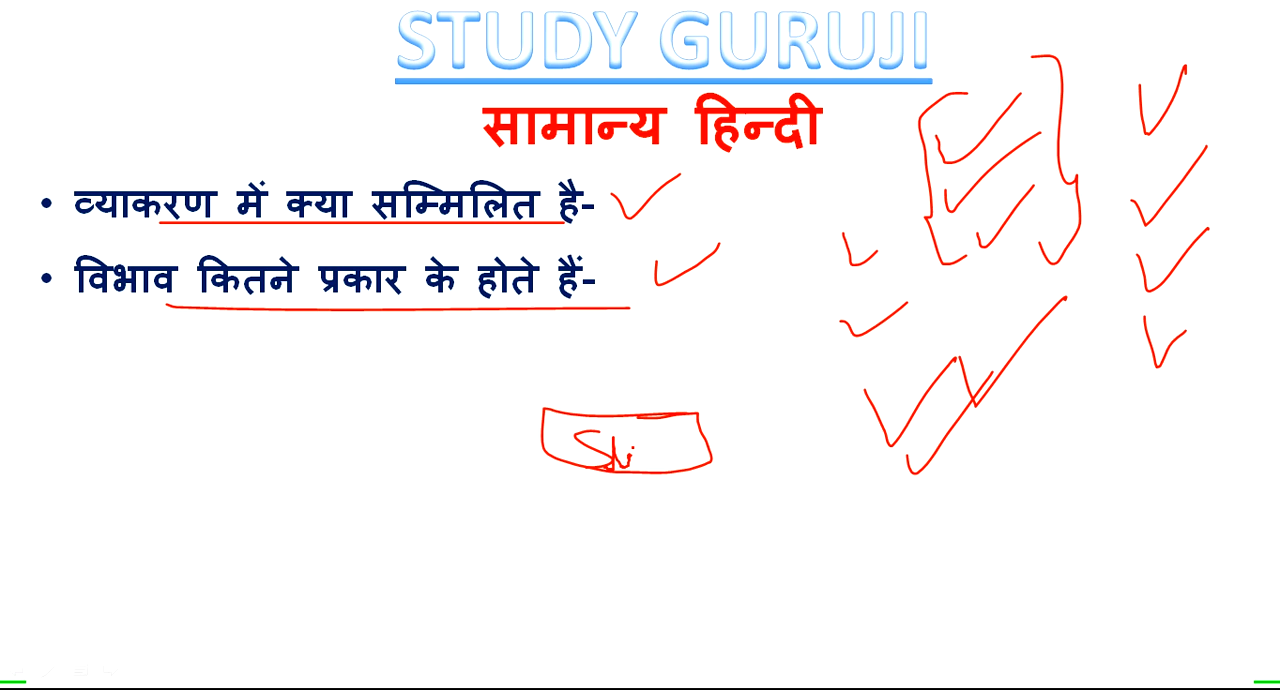 STUDY GURUJI
सामान्य हिन्दी
• व्याकरण में क्या सम्मिलित है-
• विभाव कितने प्रकार के होते हैं-